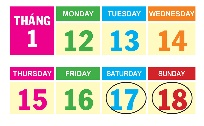 THÁNG MONDAY TUESDAY WEDNESDAY
1 12 13 14
THURSDAY FRIDAY SATURDAY SUNDAY
15 16 17 18